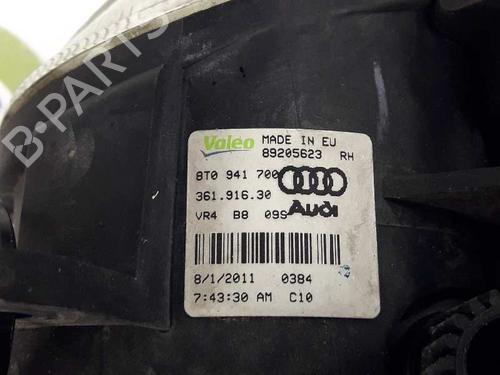 B-PARTS
Valeo
MADE IN EU
89205623 RH
8T0 941 700
361.916.30
VR4 B8 09S
Audi
8/1/2011 0384
7:43:30 AM C10